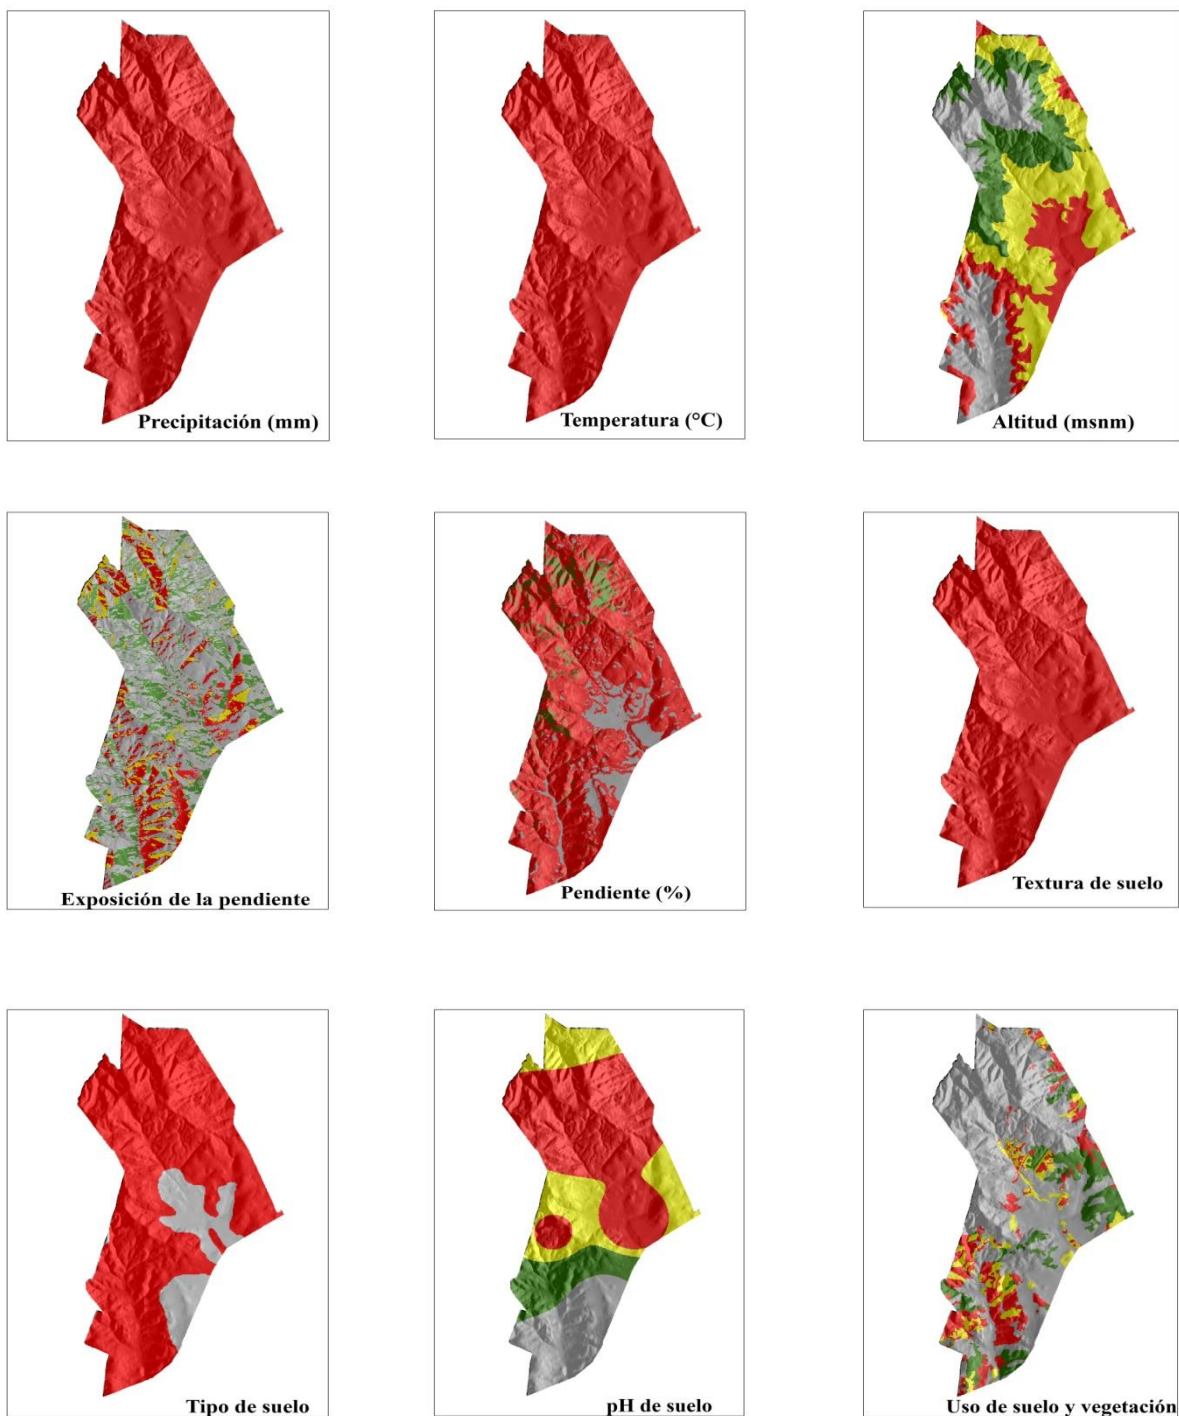 Precipitación (mm)
Temperatura (°C)
Altitud (msnm)
Exposición de la pendiente
Pendiente (%)
Textura de suelo
Tipo de suelo
pH de suelo
Uso de suelo y vegetación